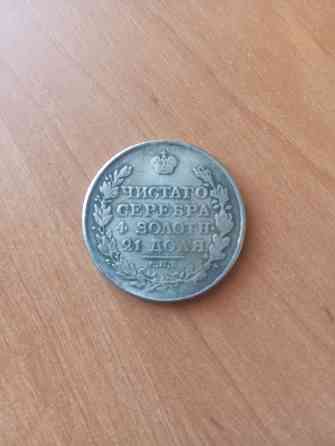 ЧИСТАГО
СЕРЕБРА
4 ЗОЛОТН
21 ДОЛЯ
С.П.Б.